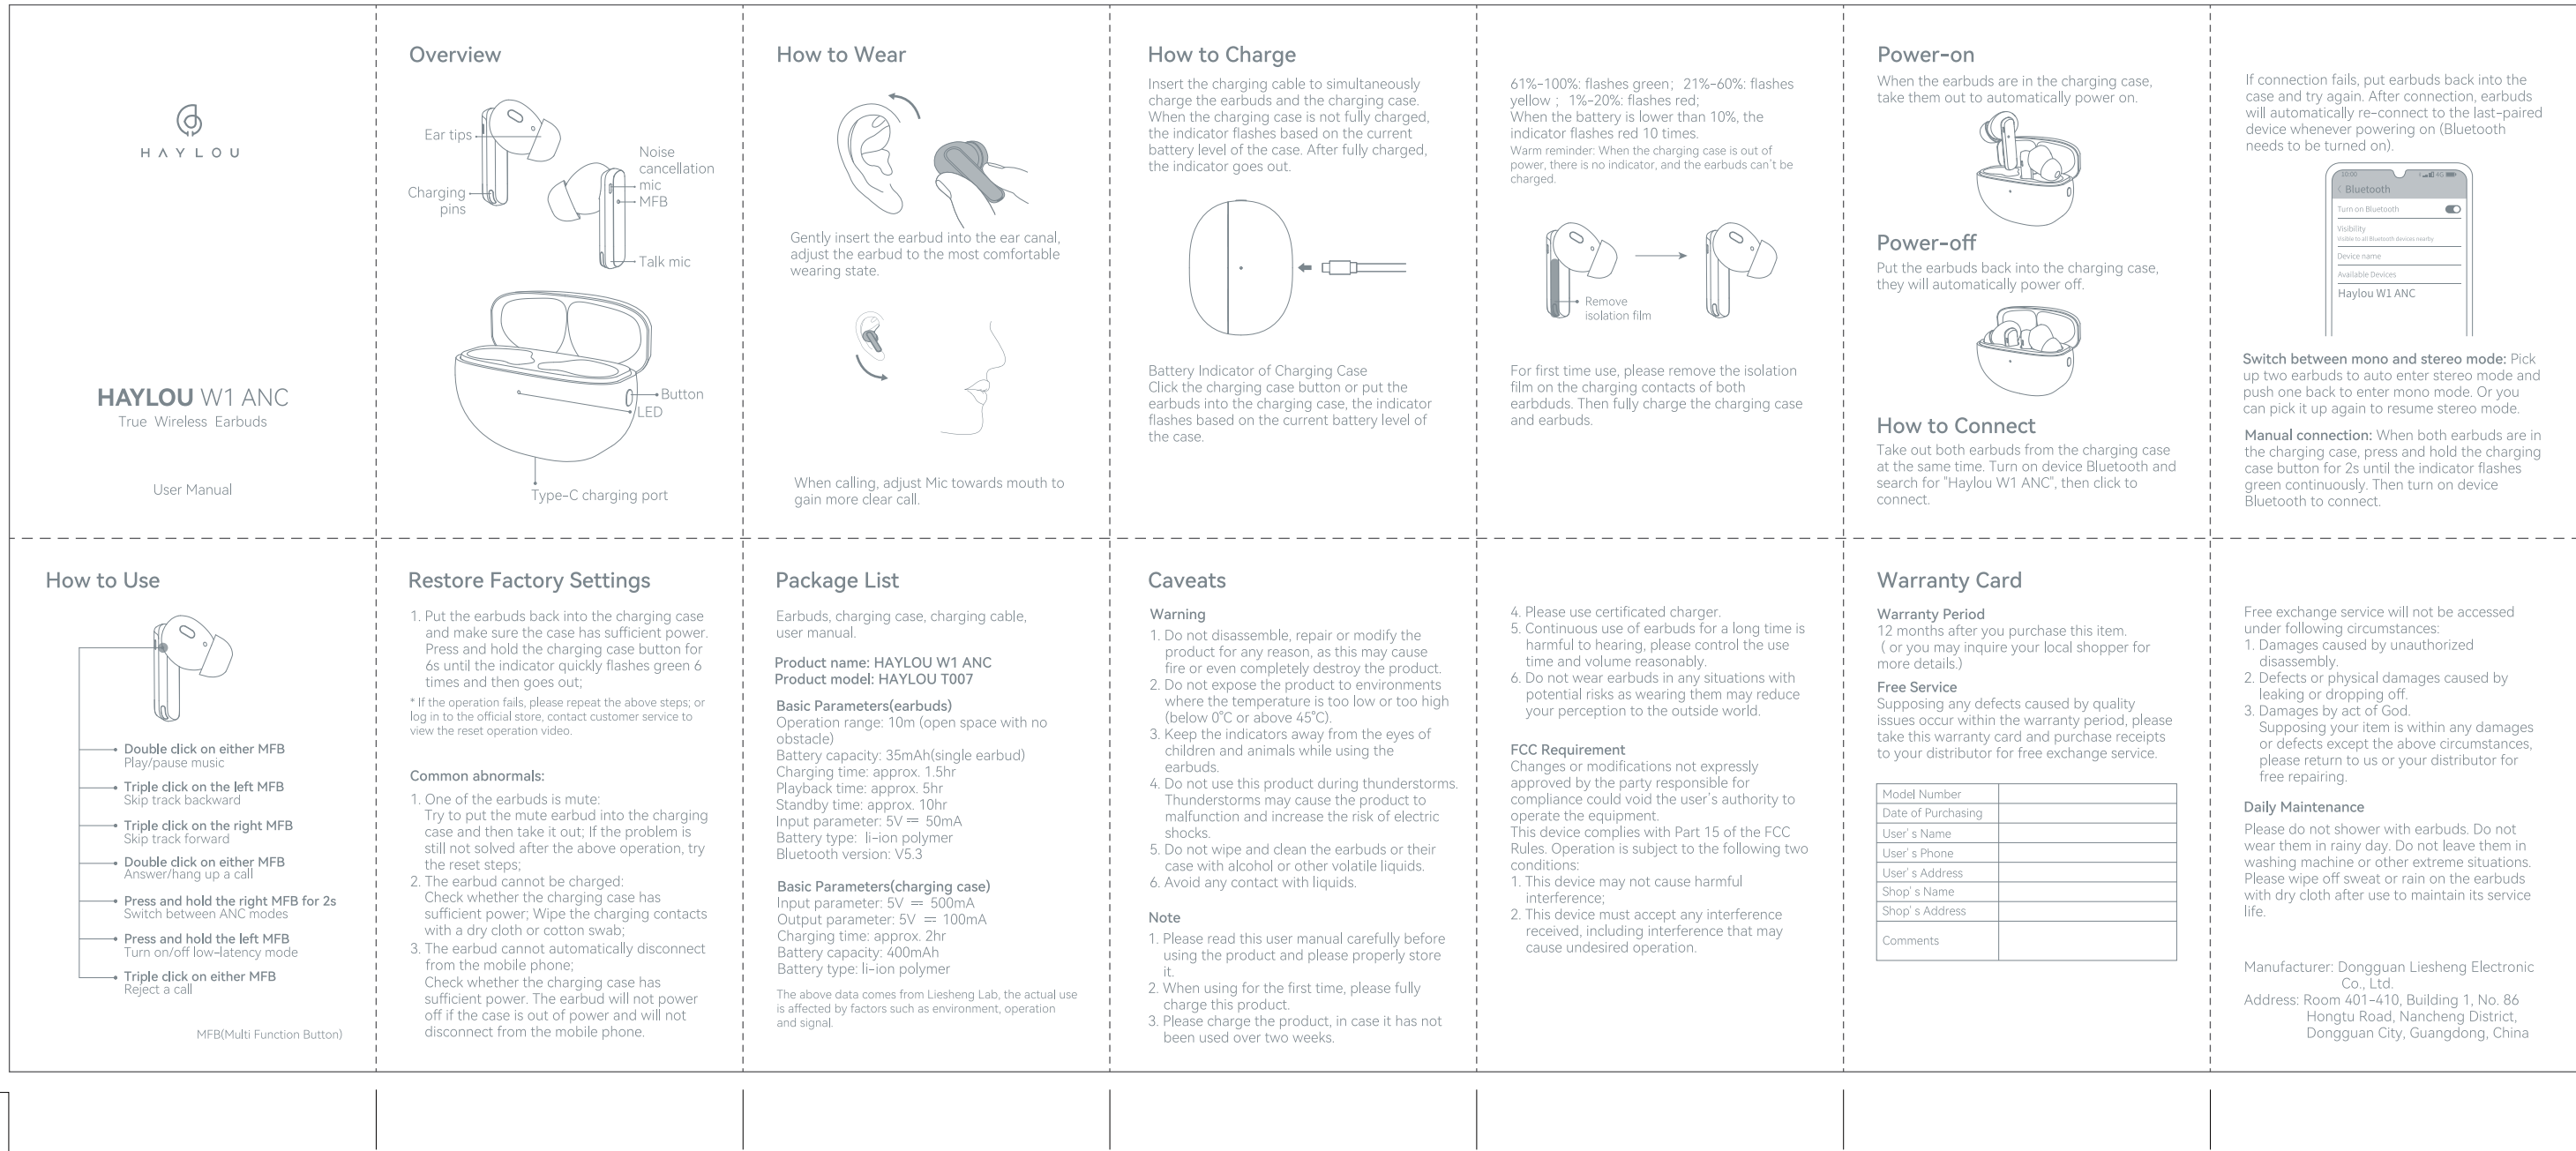 HAYLOU
HAYLOU W1 ANC
True Wireless Earbuds
User Manual
Overview
Ear tips
Charging
pins
Noise
cancellation
mic
MFB
Talk mic
Button
LED
Type-C charging port
How to Wear
Gently insert the earbud into the ear canal,
adjust the earbud to the most comfortable
wearing state.
When calling, adjust Mic towards mouth to
gain more clear call.
How to Charge
Insert the charging cable to simultaneously
charge the earbuds and the charging case.
When the charging case is not fully charged,
the indicator flashes based on the current
battery level of the case. After fully charged,
the indicator goes out.
Battery Indicator of Charging Case
Click the charging case button or put the
earbuds into the charging case, the indicator
flashes based on the current battery level of
the case.
61%-100%: flashes green; 21%-60%: flashes
yellow ; 1%-20%: flashes red;
When the battery is lower than 10%, the
indicator flashes red 10 times.
Warm reminder: When the charging case is out of
power, there is no indicator, and the earbuds can't be
charged.
Remove
isolation film
For first time use, please remove the isolation
film on the charging contacts of both
earbduds. Then fully charge the charging case
and earbuds.
Power-on
When the earbuds are in the charging case,
take them out to automatically power on.
Power-off
Put the earbuds back into the charging case,
they will automatically power off.
How to Connect
Take out both earbuds from the charging case
at the same time. Turn on device Bluetooth and
search for "Haylou W1 ANC", then click to
connect.
If connection fails, put earbuds back into the
case and try again. After connection, earbuds
will automatically re-connect to the last-paired
device whenever powering on (Bluetooth
needs to be turned on).
10:00 4G
< Bluetooth
Turn on Bluetooth
Visibility
Visible to all Bluetooth devices nearby
Device name
Available Devices
Haylou W1 ANC
Switch between mono and stereo mode: Pick
up two earbuds to auto enter stereo mode and
push one back to enter mono mode. Or you
can pick it up again to resume stereo mode.
Manual connection: When both earbuds are in
the charging case, press and hold the charging
case button for 2s until the indicator flashes
green continuously. Then turn on device
Bluetooth to connect.
How to Use
Double click on either MFB
Play/pause music
Triple click on the left MFB
Skip track backward
Triple click on the right MFB
Skip track forward
Double click on either MFB
Answer/hang up a call
Press and hold the right MFB for 2s
Switch between ANC modes
Press and hold the left MFB
Turn on/off low-latency mode
Triple click on either MFB
Reject a call
MFB(Multi Function Button)
Restore Factory Settings
1. Put the earbuds back into the charging case
and make sure the case has sufficient power.
Press and hold the charging case button for
6s until the indicator quickly flashes green 6
times and then goes out;
* If the operation fails, please repeat the above steps; or
log in to the official store, contact customer service to
view the reset operation video.
Common abnormals:
1. One of the earbuds is mute:
Try to put the mute earbud into the charging
case and then take it out; If the problem is
still not solved after the above operation, try
the reset steps;
2. The earbud cannot be charged:
Check whether the charging case has
sufficient power; Wipe the charging contacts
with a dry cloth or cotton swab;
3. The earbud cannot automatically disconnect
from the mobile phone;
Check whether the charging case has
sufficient power. The earbud will not power
off if the case is out of power and will not
disconnect from the mobile phone.
Package List
Earbuds, charging case, charging cable,
user manual.
Product name: HAYLOU W1 ANC
Product model: HAYLOU T007
Basic Parameters(earbuds)
Operation range: 10m (open space with no
obstacle)
Battery capacity: 35mAh(single earbud)
Charging time: approx. 1.5hr
Playback time: approx. 5hr
Standby time: approx. 10hr
Input parameter: 5V ⎓ 50mA
Battery type: li-ion polymer
Bluetooth version: V5.3
Basic Parameters(charging case)
Input parameter: 5V ⎓ 500mA
Output parameter: 5V ⎓ 100mA
Charging time: approx. 2hr
Battery capacity: 400mAh
Battery type: li-ion polymer
The above data comes from Liesheng Lab, the actual use
is affected by factors such as environment, operation
and signal.
Caveats
Warning
1. Do not disassemble, repair or modify the
product for any reason, as this may cause
fire or even completely destroy the product.
2. Do not expose the product to environments
where the temperature is too low or too high
(below 0°C or above 45°C).
3. Keep the indicators away from the eyes of
children and animals while using the
earbuds.
4. Do not use this product during thunderstorms.
Thunderstorms may cause the product to
malfunction and increase the risk of electric
shocks.
5. Do not wipe and clean the earbuds or their
case with alcohol or other volatile liquids.
6. Avoid any contact with liquids.
Note
1. Please read this user manual carefully before
using the product and please properly store
it.
2. When using for the first time, please fully
charge this product.
3. Please charge the product, in case it has not
been used over two weeks.
4. Please use certificated charger.
5. Continuous use of earbuds for a long time is
harmful to hearing, please control the use
time and volume reasonably.
6. Do not wear earbuds in any situations with
potential risks as wearing them may reduce
your perception to the outside world.
FCC Requirement
Changes or modifications not expressly
approved by the party responsible for
compliance could void the user's authority to
operate the equipment.
This device complies with Part 15 of the FCC
Rules. Operation is subject to the following two
conditions:
1. This device may not cause harmful
interference;
2. This device must accept any interference
received, including interference that may
cause undesired operation.
Warranty Card
Warranty Period
12 months after you purchase this item.
( or you may inquire your local shopper for
more details.)
Free Service
Supposing any defects caused by quality
issues occur within the warranty period, please
take this warranty card and purchase receipts
to your distributor for free exchange service.
Model Number
Date of Purchasing
User's Name
User's Phone
User's Address
Shop's Name
Shop's Address
Comments
Free exchange service will not be accessed
under following circumstances:
1. Damages caused by unauthorized
disassembly.
2. Defects or physical damages caused by
leaking or dropping off.
3. Damages by act of God.
Supposing your item is within any damages
or defects except the above circumstances,
please return to us or your distributor for
free repairing.
Daily Maintenance
Please do not shower with earbuds. Do not
wear them in rainy day. Do not leave them in
washing machine or other extreme situations.
Please wipe off sweat or rain on the earbuds
with dry cloth after use to maintain its service
life.
Manufacturer: Dongguan Liesheng Electronic
Co., Ltd.
Address: Room 401-410, Building 1, No. 86
Hongtu Road, Nancheng District,
Dongguan City, Guangdong, China